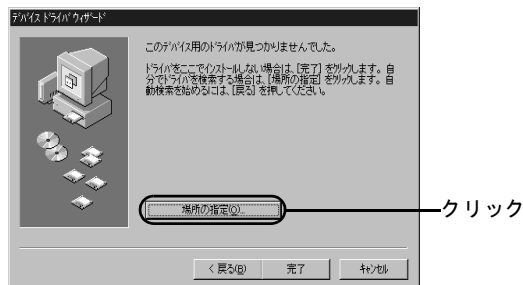 ﾃﾞﾊﾞｲｽ ﾄﾞﾗｲﾊﾞ ｳｨｻﾞｰﾄﾞ
このﾃﾞﾊﾞｲｽ用のﾄﾞﾗｲﾊﾞが見つかりませんでした。
ﾄﾞﾗｲﾊﾞをここでｲﾝｽﾄｰﾙしない場合は、[完了] をｸﾘｯｸします。自
分でﾄﾞﾗｲﾊﾞを検索する場合は、[場所の指定] をｸﾘｯｸします。自
動検索を始めるには、[戻る] を押してください。
場所の指定(O)...
クリック
< 戻る(B)
完了
ｷｬﾝｾﾙ